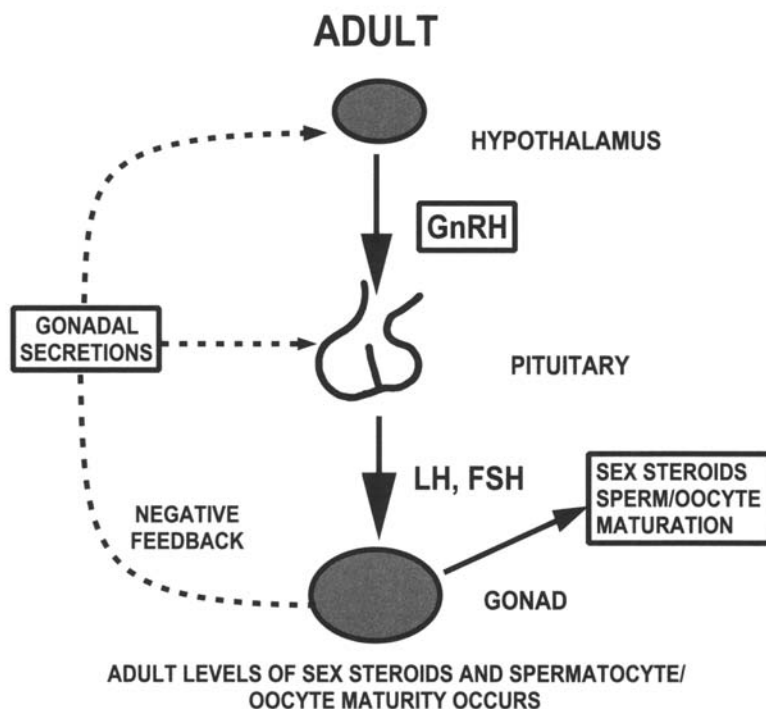 ADULT
HYPOTHALAMUS
GnRH
GONADAL
SECRETIONS
PITUITARY
LH, FSH
SEX STEROIDS
SPERM/OOCYTE
MATURATION
NEGATIVE
FEEDBACK
GONAD
ADULT LEVELS OF SEX STEROIDS AND SPERMATOCYTE/
OOCYTE MATURITY OCCURS